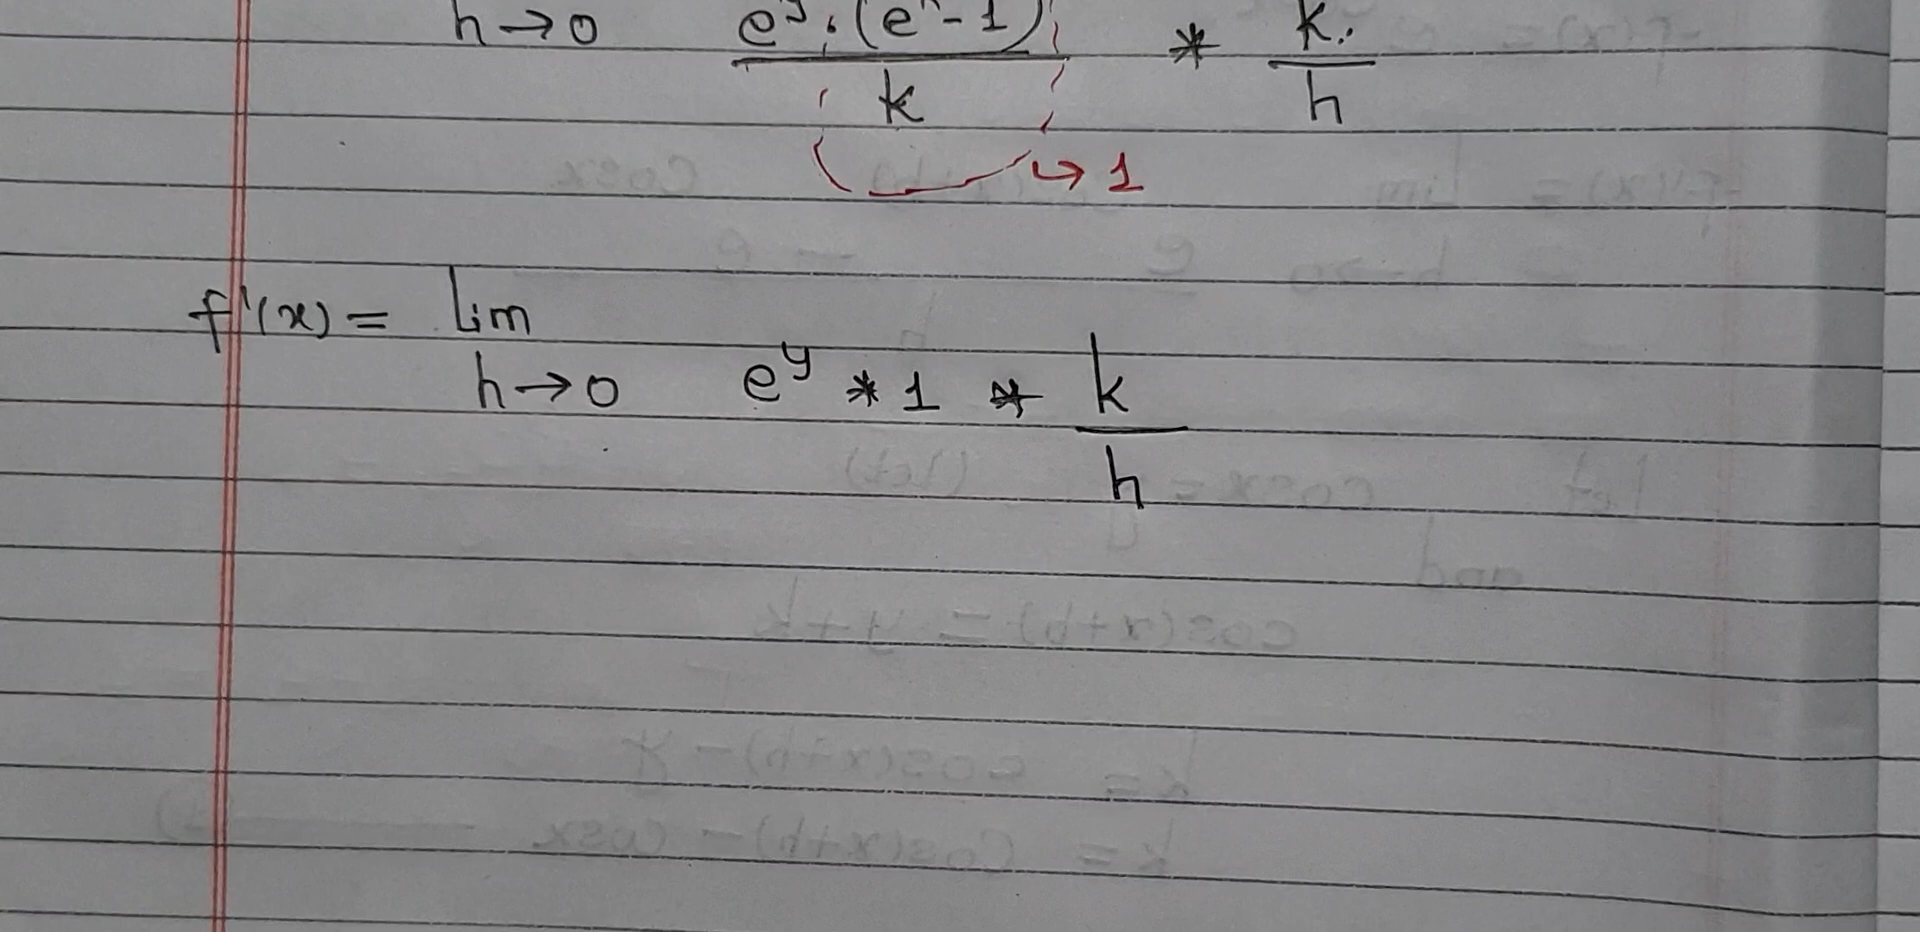 h→0 e^y . (e^k - 1) / k * k / h
↳ 1
f'(x) = Lim
h→0 e^y * 1 * k / h